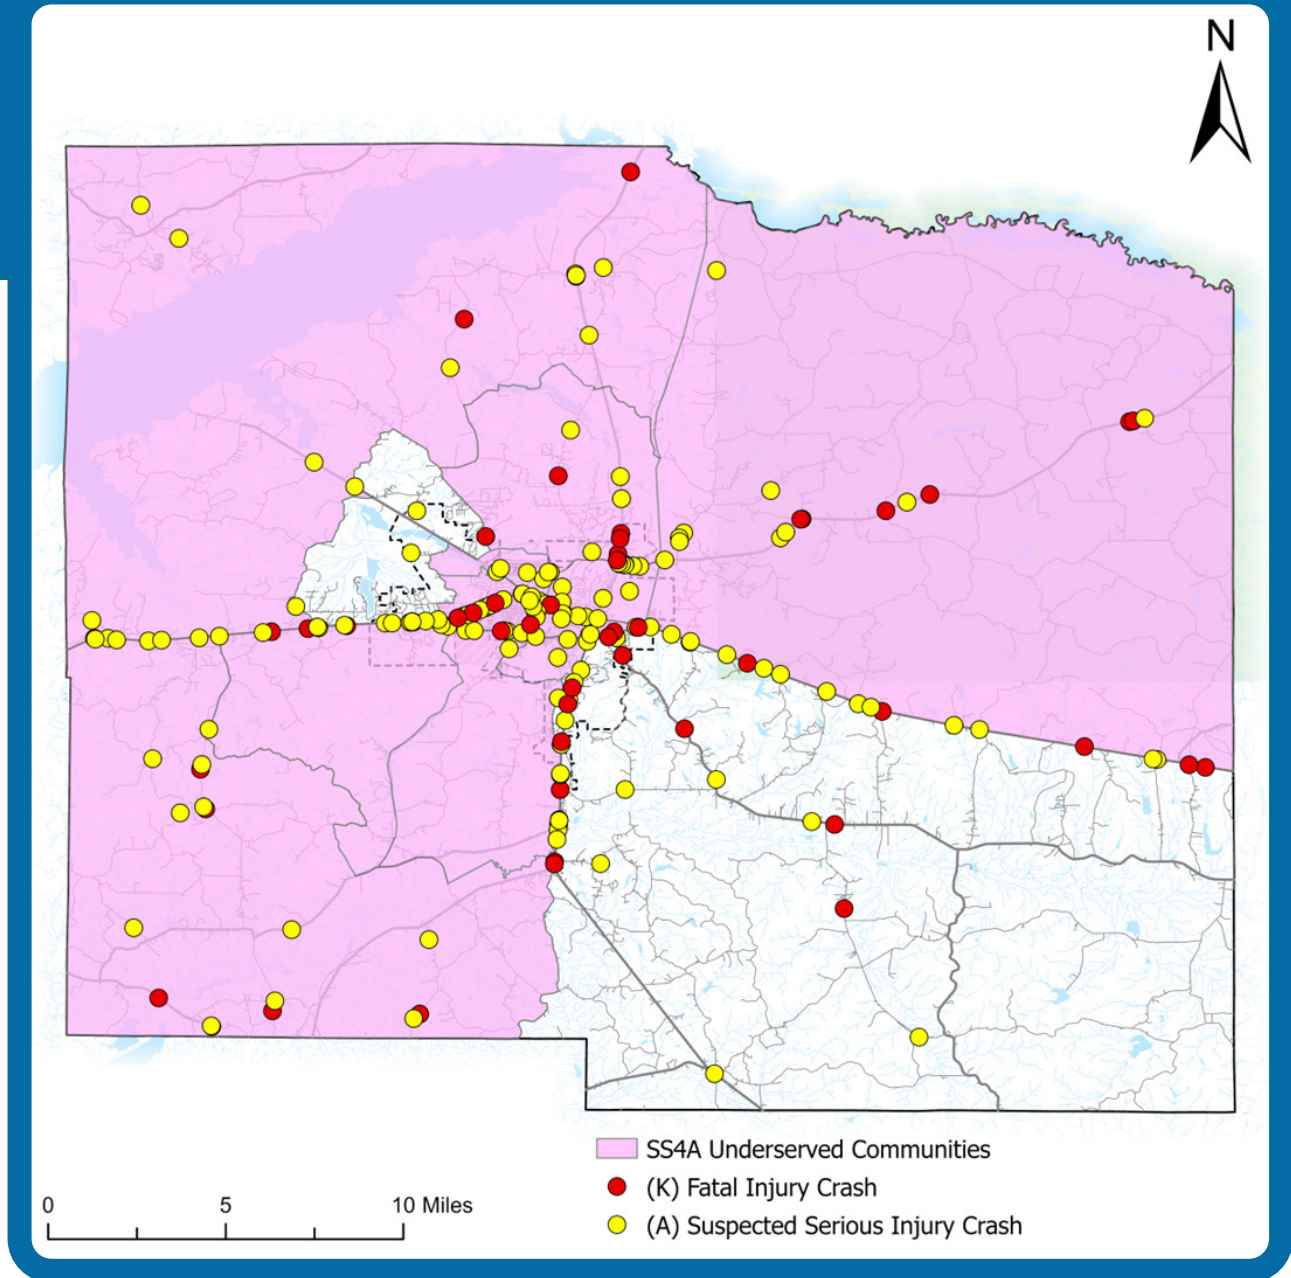 N
SS4A Underserved Communities
(K) Fatal Injury Crash
(A) Suspected Serious Injury Crash
0 5 10 Miles